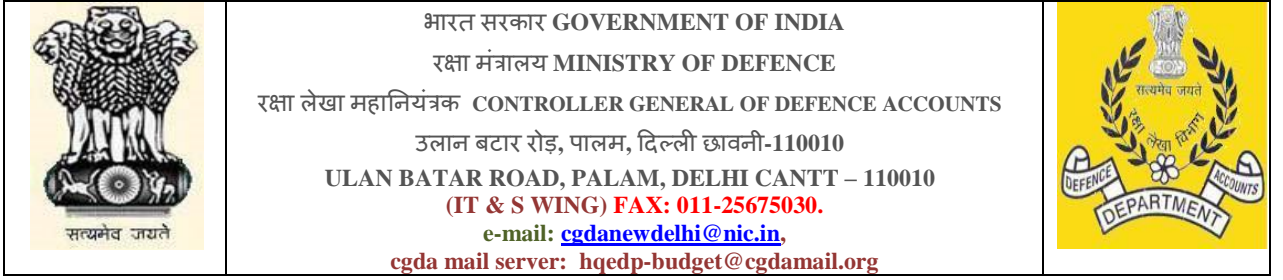 भारत सरकार GOVERNMENT OF INDIA
रक्षा मंत्रालय MINISTRY OF DEFENCE
रक्षा लेखा महानियंत्रक CONTROLLER GENERAL OF DEFENCE ACCOUNTS
उलान बटार रोड़, पालम, दिल्ली छावनी-110010
ULAN BATAR ROAD, PALAM, DELHI CANTT – 110010
(IT & S WING) FAX: 011-25675030.
e-mail: cgdanewdelhi@nic.in,
cgda mail server: hqedp-budget@cgdamail.org
सत्यमेव जयते
सत्यमेव जयते
रक्षा लेखा विभाग
DEFENCE ACCOUNTS
DEPARTMENT